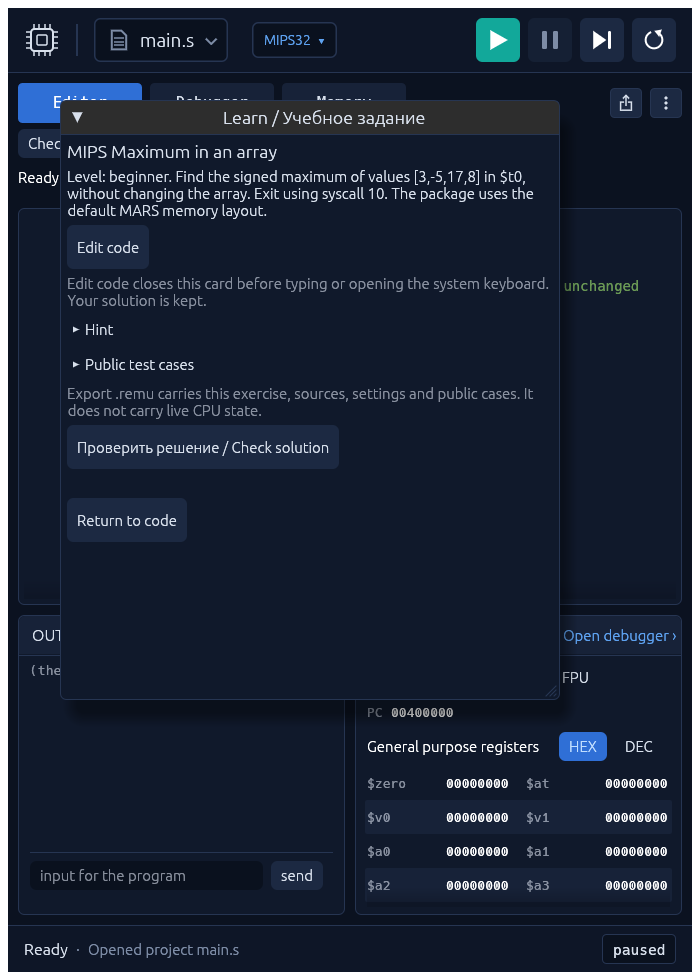 main.s
MIPS32
Learn / Учебное задание
MIPS Maximum in an array
Level: beginner. Find the signed maximum of values [3,-5,17,8] in $t0,
without changing the array. Exit using syscall 10. The package uses the
default MARS memory layout.
Ready
Edit code
Edit code closes this card before typing or opening the system keyboard.
Your solution is kept.
unchanged
Hint
Public test cases
Export .remu carries this exercise, sources, settings and public cases. It
does not carry live CPU state.
Проверить решение / Check solution
Return to code
Open debugger ›
(the
FPU
PC 00400000
General purpose registers HEX DEC
$zero 00000000 $at 00000000
$v0 00000000 $v1 00000000
$a0 00000000 $a1 00000000
$a2 00000000 $a3 00000000
input for the program send
Ready · Opened project main.s paused